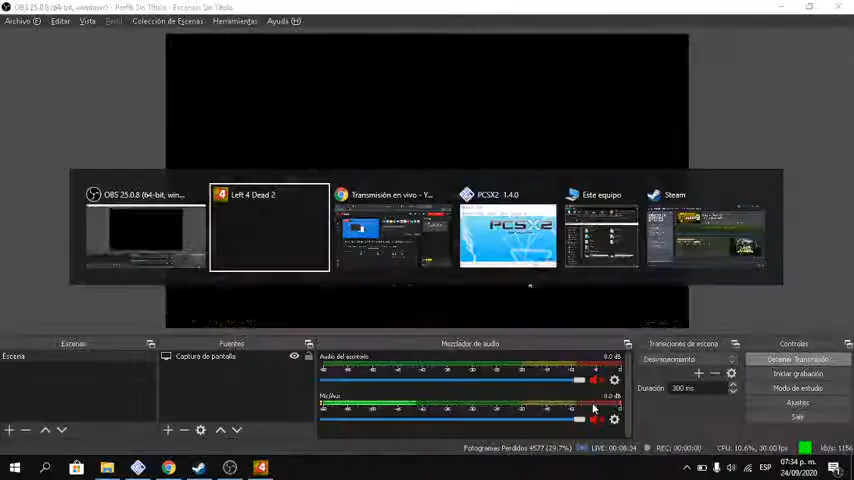 OBS 25.0.8 (64-bit, windows) - Perfil: Sin Título - Escenas: Sin Título
Archivo (F) Editar Vista Perfil Colección de Escenas Herramientas Ayuda (H)
OBS 25.0.8 (64-bit, win... Left 4 Dead 2 Transmisión en vivo - Y... PCSX2 1.4.0 Este equipo Steam
PCSX2
Escenas Fuentes Mezclador de audio Transiciones de escena Controles
Escena Captura de pantalla Audio del escritorio 0.0 dB Desvanecimiento Detener Transmisión
Iniciar grabación
Duración 300 ms Modo de estudio
Mic/Aux 0.0 dB Ajustes
Salir
Fotogramas Perdidos 4577 (29.7%) LIVE: 00:08:34 REC: 00:00:00 CPU: 10.6%, 30.00 fps kb/s: 1156
ESP 07:34 p. m.
24/09/2020